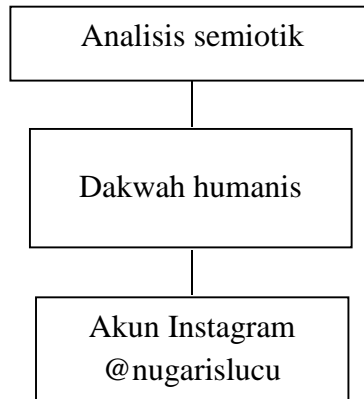 Analisis semiotik
Dakwah humanis
Akun Instagram
@nugarislucu